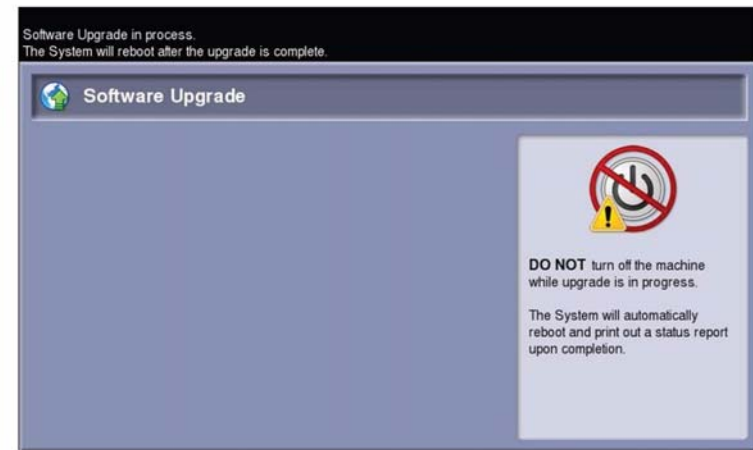 Software Upgrade in process.
The System will reboot after the upgrade is complete.
Software Upgrade
DO NOT turn off the machine
while upgrade is in progress.
The System will automatically
reboot and print out a status report
upon completion.